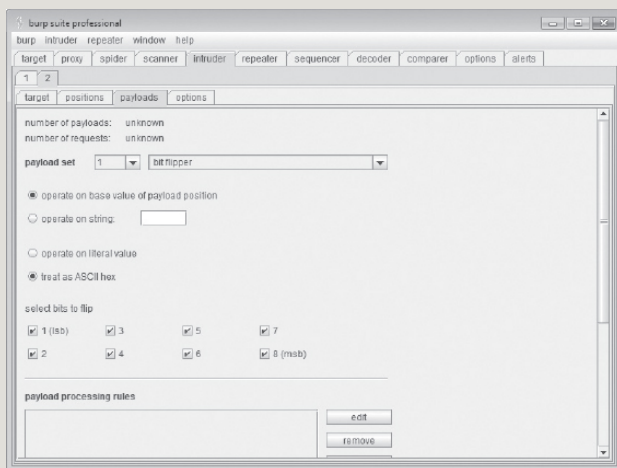 burp suite professional
burp intruder repeater window help
target proxy spider scanner intruder repeater sequencer decoder comparer options alerts
1 2
target positions payloads options
number of payloads: unknown
number of requests: unknown
payload set 1 bit flipper
operate on base value of payload position
operate on string:
operate on literal value
treat as ASCII hex
select bits to flip
1 (lsb) 3 5 7
2 4 6 8 (msb)
payload processing rules
edit
remove